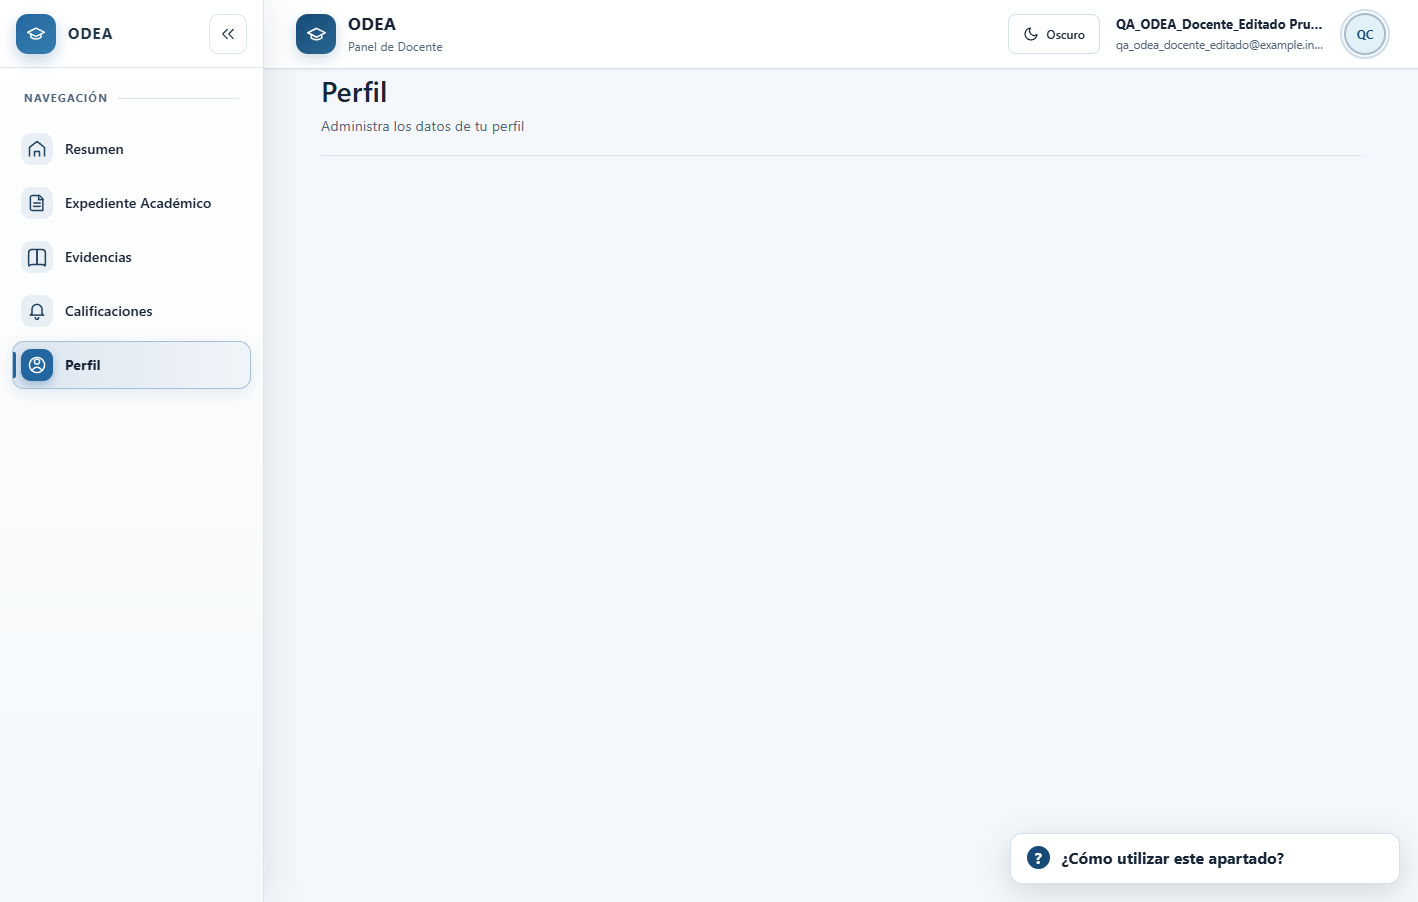 ODEA
NAVEGACIÓN
Resumen
Expediente Académico
Evidencias
Calificaciones
Perfil
ODEA
Panel de Docente
Oscuro
QA_ODEA_Docente_Editado Pru...
qa_odea_docente_editado@example.in...
QC
Perfil
Administra los datos de tu perfil
? ¿Cómo utilizar este apartado?